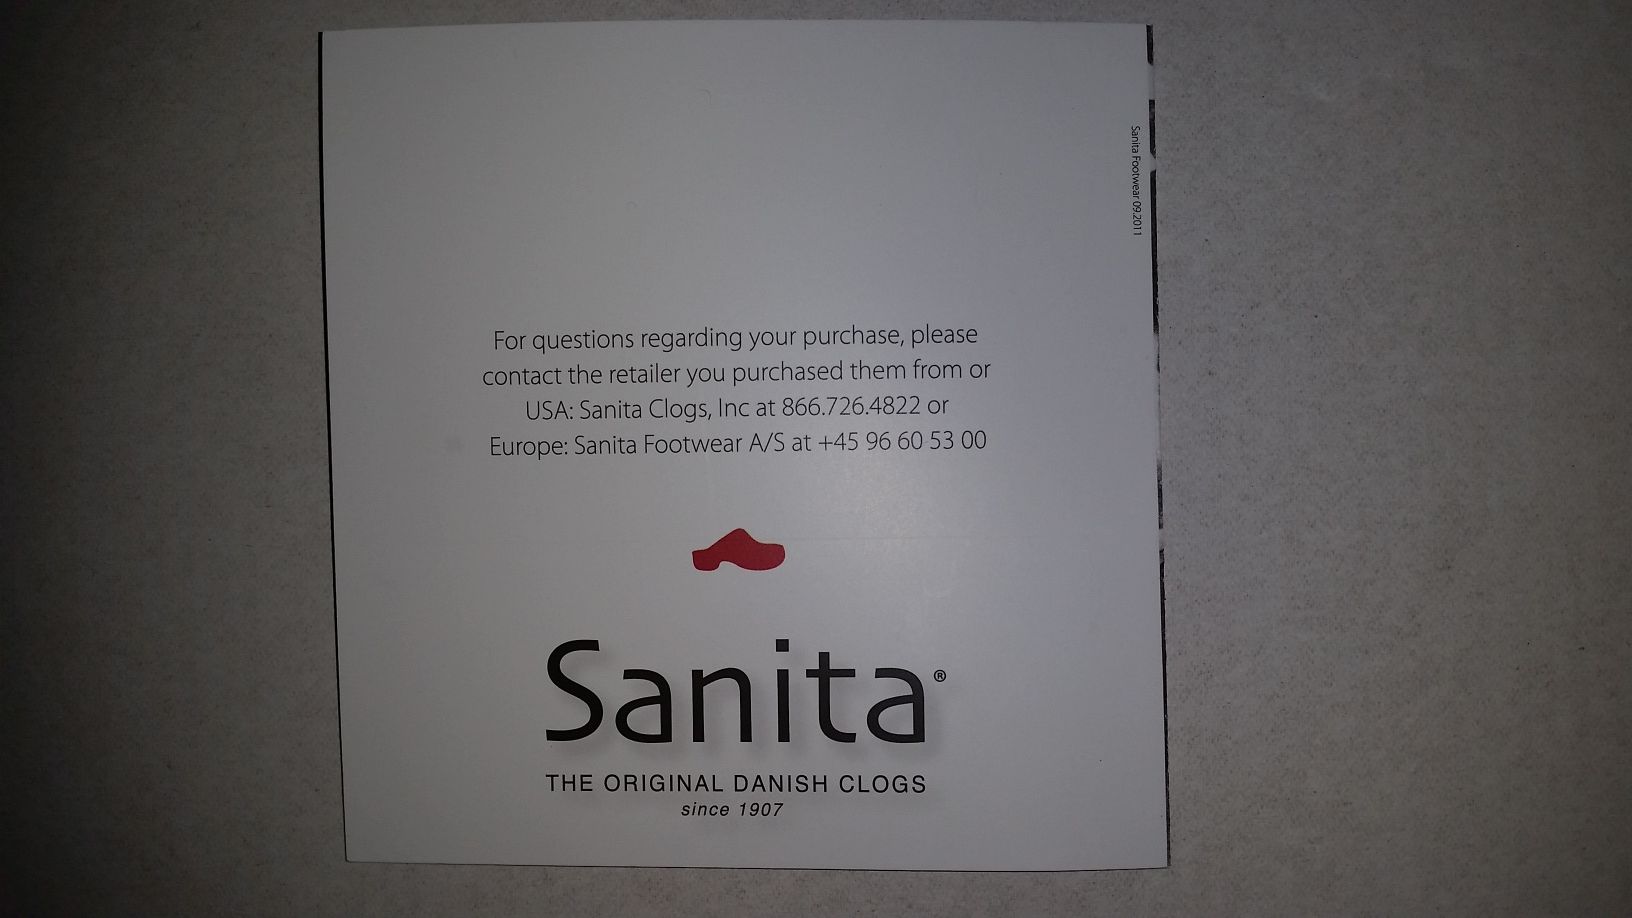 Sanita Footwear 09.2011
For questions regarding your purchase, please
contact the retailer you purchased them from or
USA: Sanita Clogs, Inc at 866.726.4822 or
Europe: Sanita Footwear A/S at +45 96 60 53 00
Sanita®
THE ORIGINAL DANISH CLOGS
since 1907